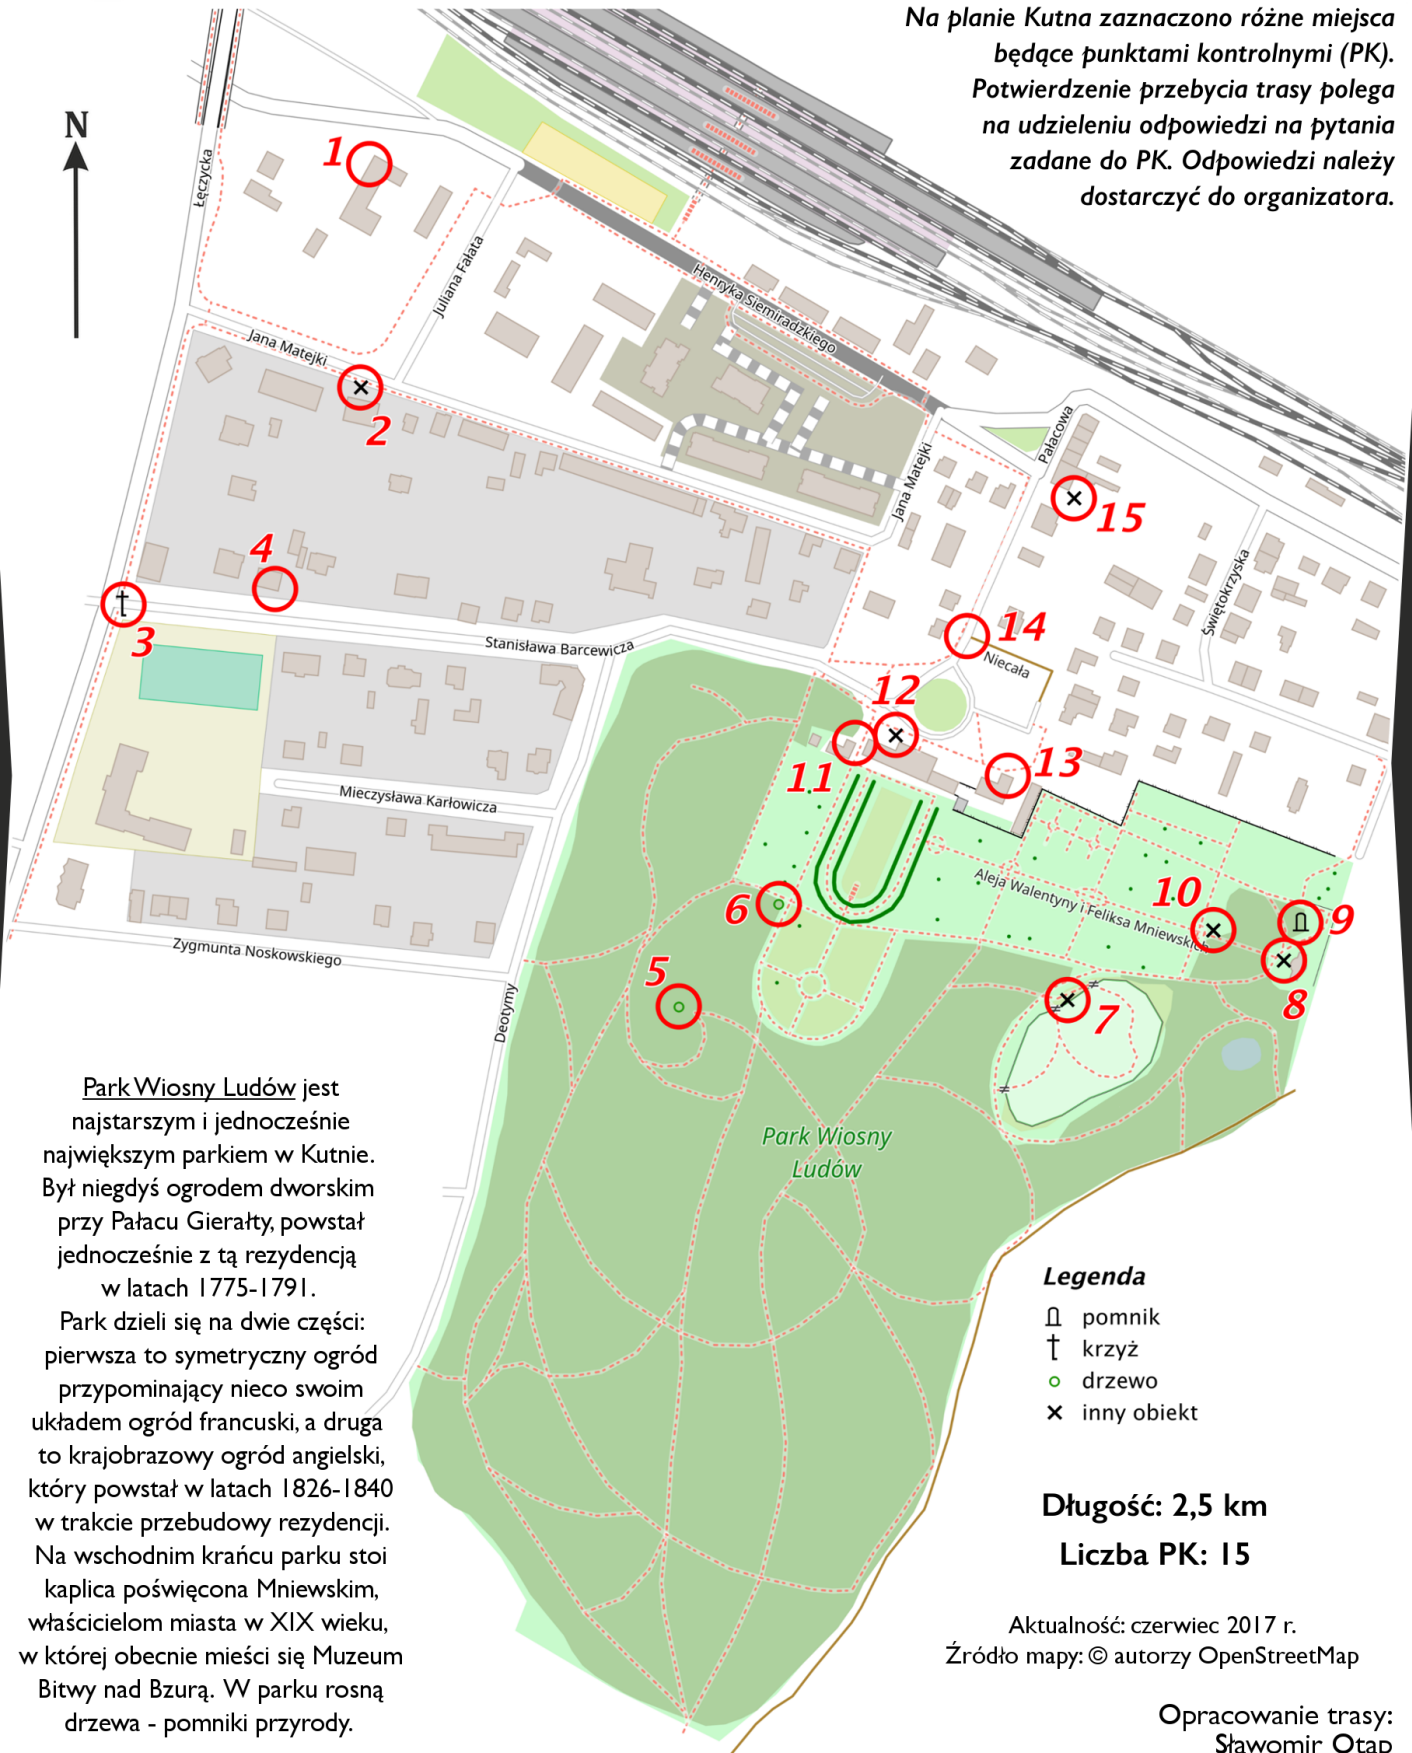 Na planie Kutna zaznaczono różne miejsca
będące punktami kontrolnymi (PK).
Potwierdzenie przebycia trasy polega
na udzieleniu odpowiedzi na pytania
zadane do PK. Odpowiedzi należy
dostarczyć do organizatora.
N
1
Łęczycka
Juliana Fałata
Henryka Siemiradzkiego
Jana Matejki
2
Jana Matejki
Pałacowa
15
4
3
Świętokrzyska
14
Stanisława Barcewicza
Niecała
12
11
13
Mieczysława Karłowicza
Aleja Walentyny i Feliksa Mniewskich
10
6
9
Zygmunta Noskowskiego
5
8
7
Deotymy
Park Wiosny
Ludów
Park Wiosny Ludów jest
najstarszym i jednocześnie
największym parkiem w Kutnie.
Był niegdyś ogrodem dworskim
przy Pałacu Gierałty, powstał
jednocześnie z tą rezydencją
w latach 1775-1791.
Park dzieli się na dwie części:
pierwsza to symetryczny ogród
przypominający nieco swoim
układem ogród francuski, a druga
to krajobrazowy ogród angielski,
który powstał w latach 1826-1840
w trakcie przebudowy rezydencji.
Na wschodnim krańcu parku stoi
kaplica poświęcona Mniewskim,
właścicielom miasta w XIX wieku,
w której obecnie mieści się Muzeum
Bitwy nad Bzurą. W parku rosną
drzewa - pomniki przyrody.
Legenda
pomnik
krzyż
drzewo
inny obiekt
Długość: 2,5 km
Liczba PK: 15
Aktualność: czerwiec 2017 r.
Źródło mapy: © autorzy OpenStreetMap
Opracowanie trasy:
Sławomir Otap